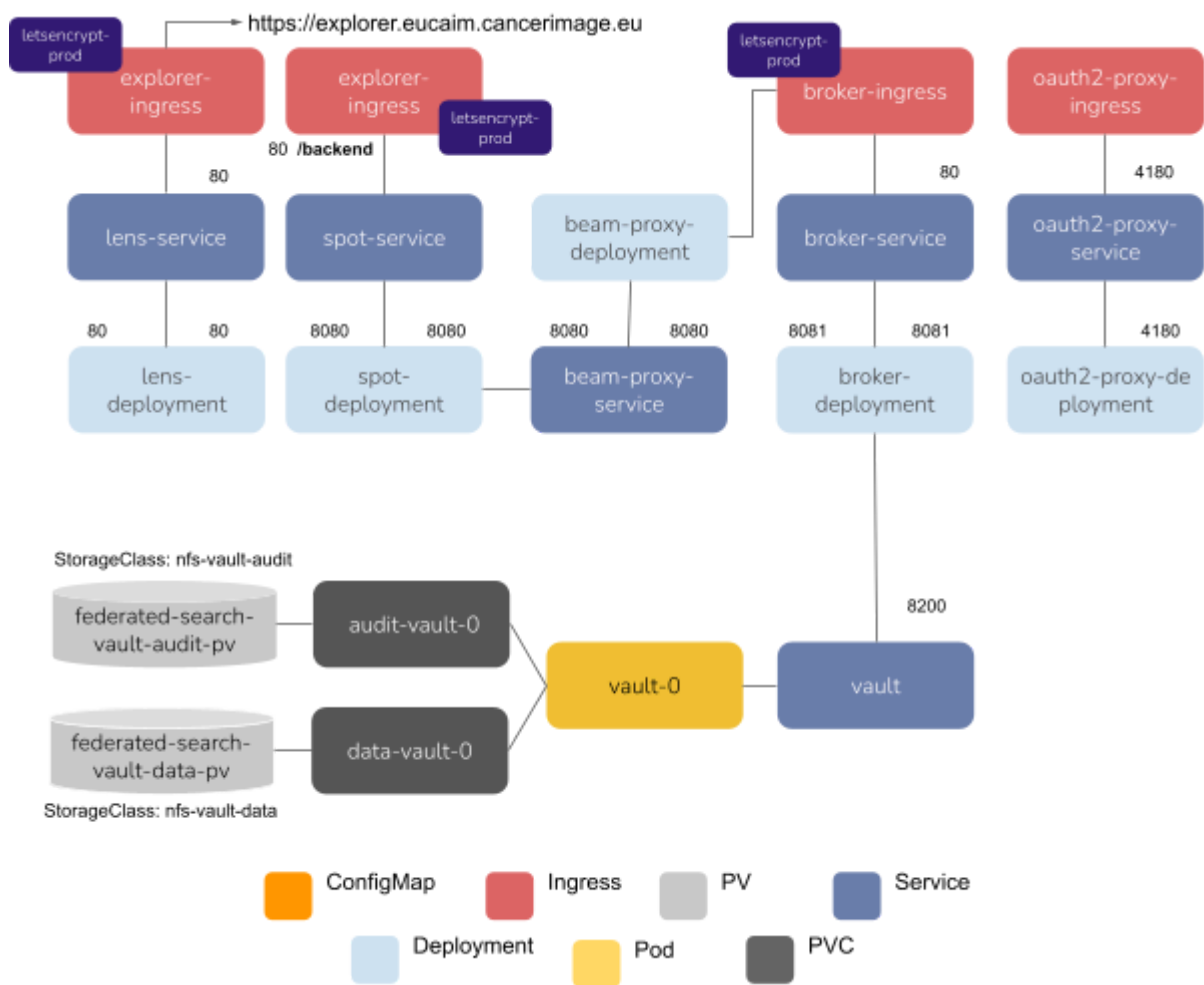 https://explorer.eucaim.cancerimage.eu
letsencrypt-
prod
explorer-
ingress
explorer-
ingress
letsencrypt-
prod
letsencrypt-
prod
broker-ingress
oauth2-proxy-
ingress
80 /backend
80
80
4180
lens-service
spot-service
beam-proxy-
deployment
broker-service
oauth2-proxy-
service
80 80
8080 8080
8080 8080
8081 8081
4180
lens-
deployment
spot-
deployment
beam-proxy-
service
broker-
deployment
oauth2-proxy-de
ployment
StorageClass: nfs-vault-audit
federated-search-
vault-audit-pv
audit-vault-0
8200
vault-0
vault
federated-search-
vault-data-pv
data-vault-0
StorageClass: nfs-vault-data
ConfigMap
Ingress
PV
Service
Deployment
Pod
PVC